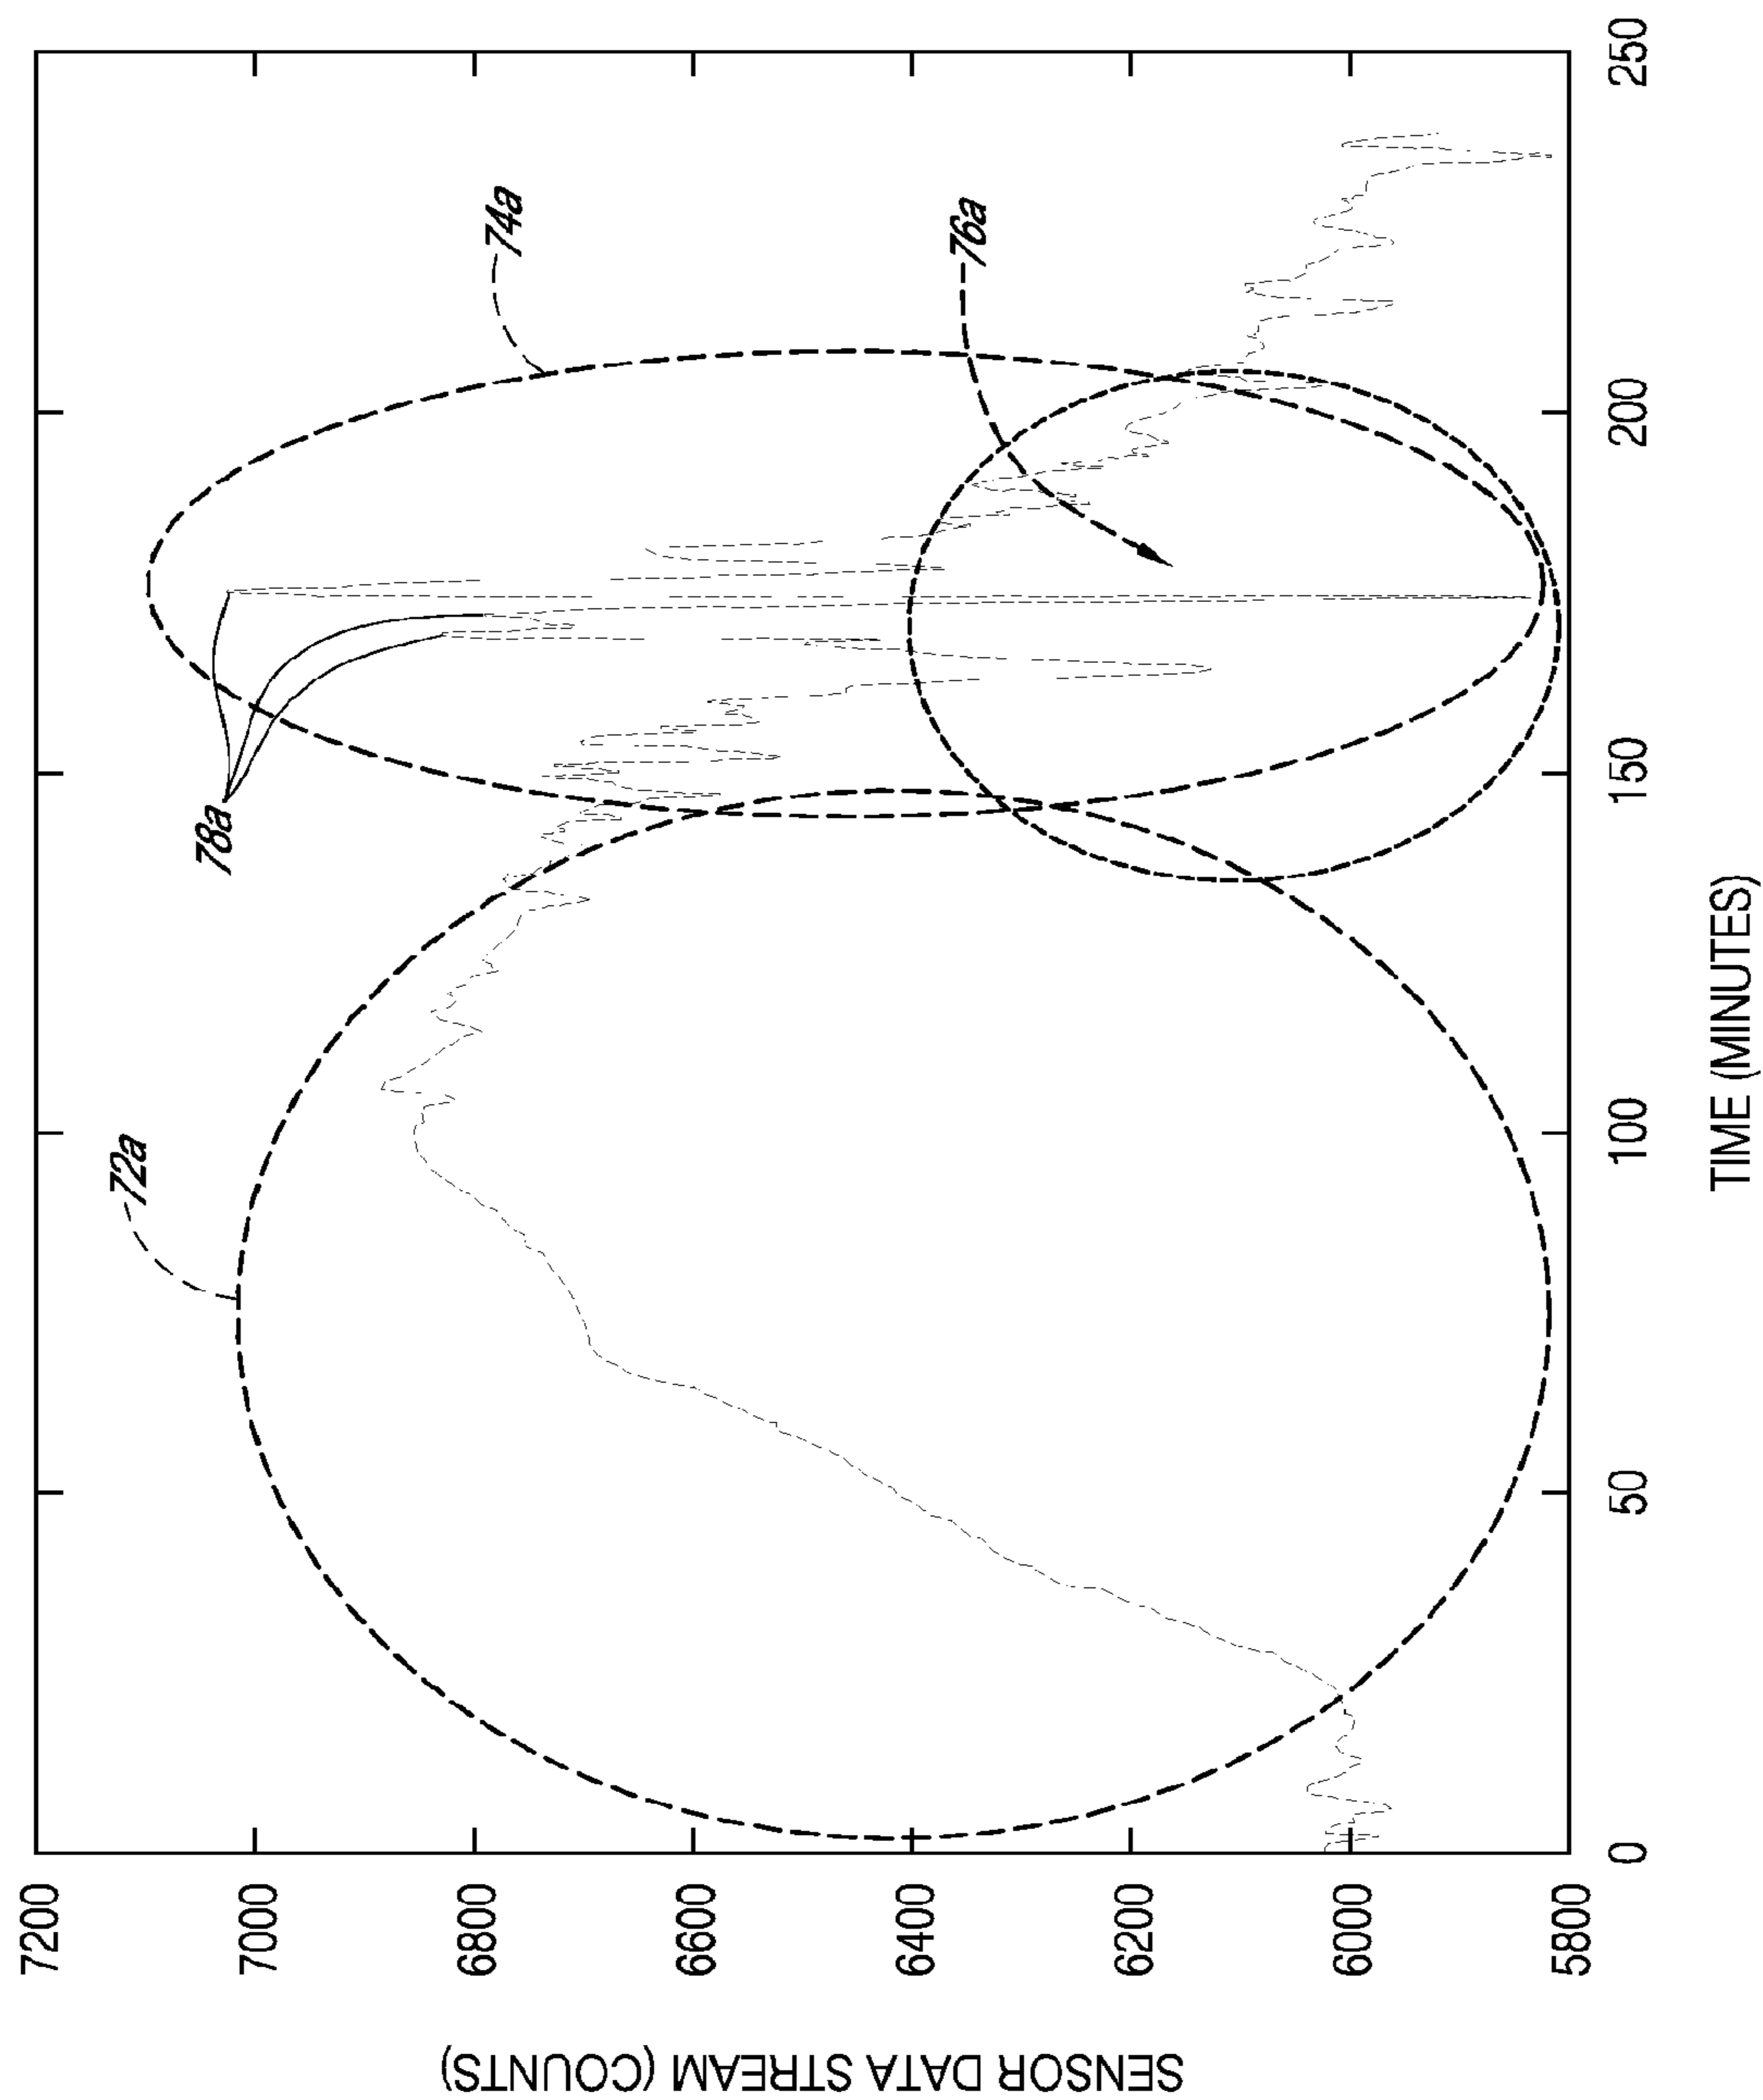 72a
78a
74a
76a
7200
7000
6800
6600
6400
6200
6000
5800
SENSOR DATA STREAM (COUNTS)
0
50
100
150
200
250
TIME (MINUTES)